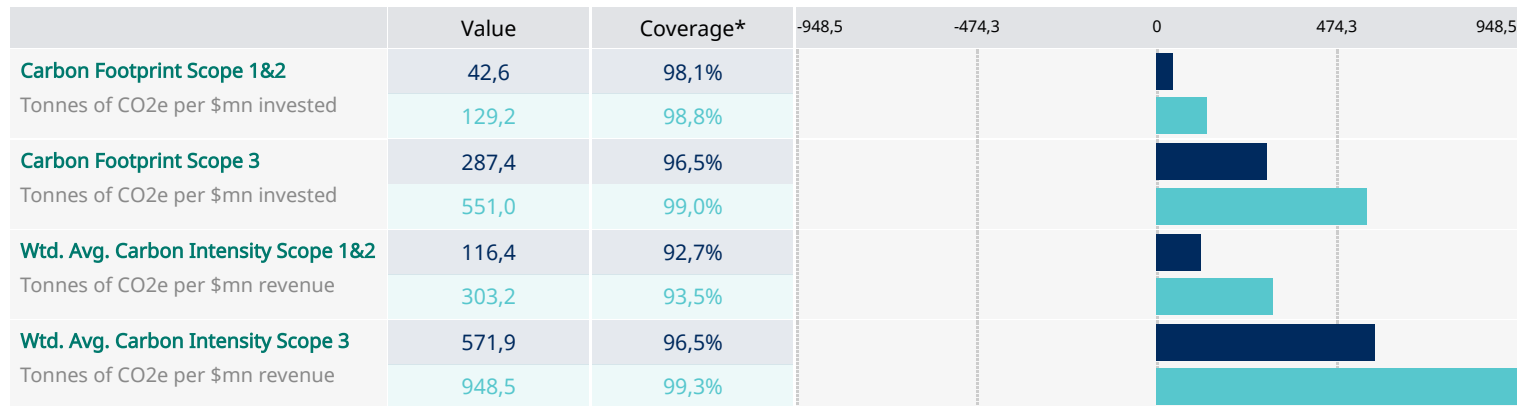 Value Coverage* -948,5 -474,3 0 474,3 948,5
Carbon Footprint Scope 1&2 42,6 98,1%
Tonnes of CO2e per $mn invested 129,2 98,8%
Carbon Footprint Scope 3 287,4 96,5%
Tonnes of CO2e per $mn invested 551,0 99,0%
Wtd. Avg. Carbon Intensity Scope 1&2 116,4 92,7%
Tonnes of CO2e per $mn revenue 303,2 93,5%
Wtd. Avg. Carbon Intensity Scope 3 571,9 96,5%
Tonnes of CO2e per $mn revenue 948,5 99,3%